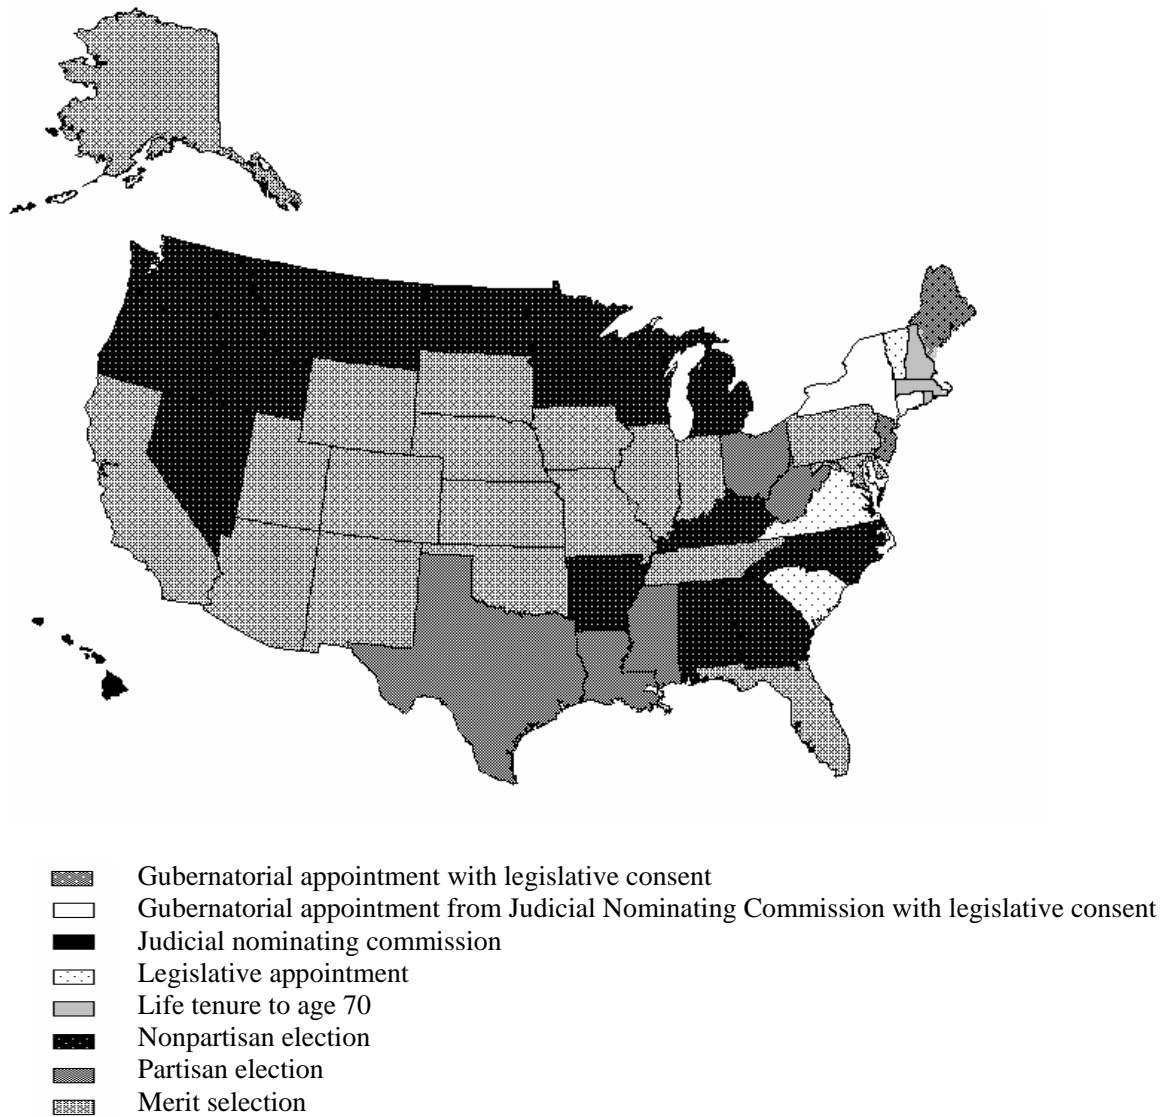 Gubernatorial appointment with legislative consent
Gubernatorial appointment from Judicial Nominating Commission with legislative consent
Judicial nominating commission
Legislative appointment
Life tenure to age 70
Nonpartisan election
Partisan election
Merit selection